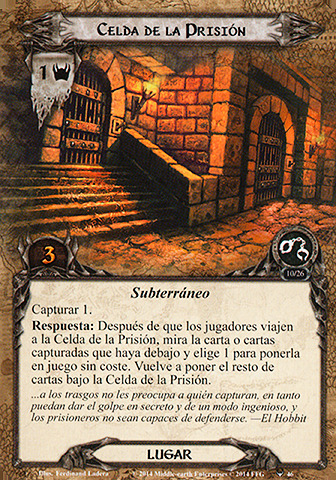 Celda de la Prisión
1
3
10/26
Subterráneo
Capturar 1.
Respuesta: Después de que los jugadores viajen
a la Celda de la Prisión, mira la carta o cartas
capturadas que haya debajo y elige 1 para ponerla
en juego sin coste. Vuelve a poner el resto de
cartas bajo la Celda de la Prisión.
...a los trasgos no les preocupa a quién capturan, en tanto
puedan dar el golpe en secreto y de un modo ingenioso, y
los prisioneros no sean capaces de defenderse. —El Hobbit
LUGAR
Illus. Ferdinand Ladera
© 2014 Middle-earth Enterprises © 2014 FFG
46